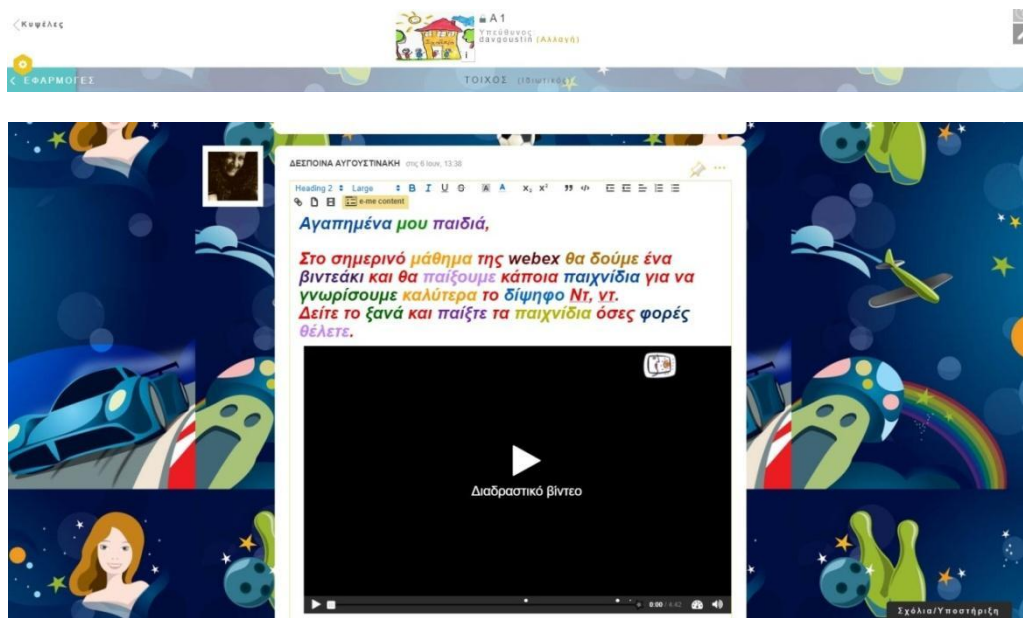 Κυψέλες
Α1
Υπεύθυνος
davgoustin (Αλλαγή)
ΕΦΑΡΜΟΓΕΣ
ΤΟΙΧΟΣ (Ιδιωτικός)
ΔΕΣΠΟΙΝΑ ΑΥΓΟΥΣΤΙΝΑΚΗ στις 6 Ιουν, 13:38
Heading 2 Large B I U S A A X₂ X² </>
e-me content
Αγαπημένα μου παιδιά,
Στο σημερινό μάθημα της webex θα δούμε ένα
βιντεάκι και θα παίξουμε κάποια παιχνίδια για να
γνωρίσουμε καλύτερα το δίψηφο Ντ, ντ.
Δείτε το ξανά και παίξτε τα παιχνίδια όσες φορές
θέλετε.
Διαδραστικό βίντεο
0:00 / 4:42
Σχόλια/Υποστήριξη